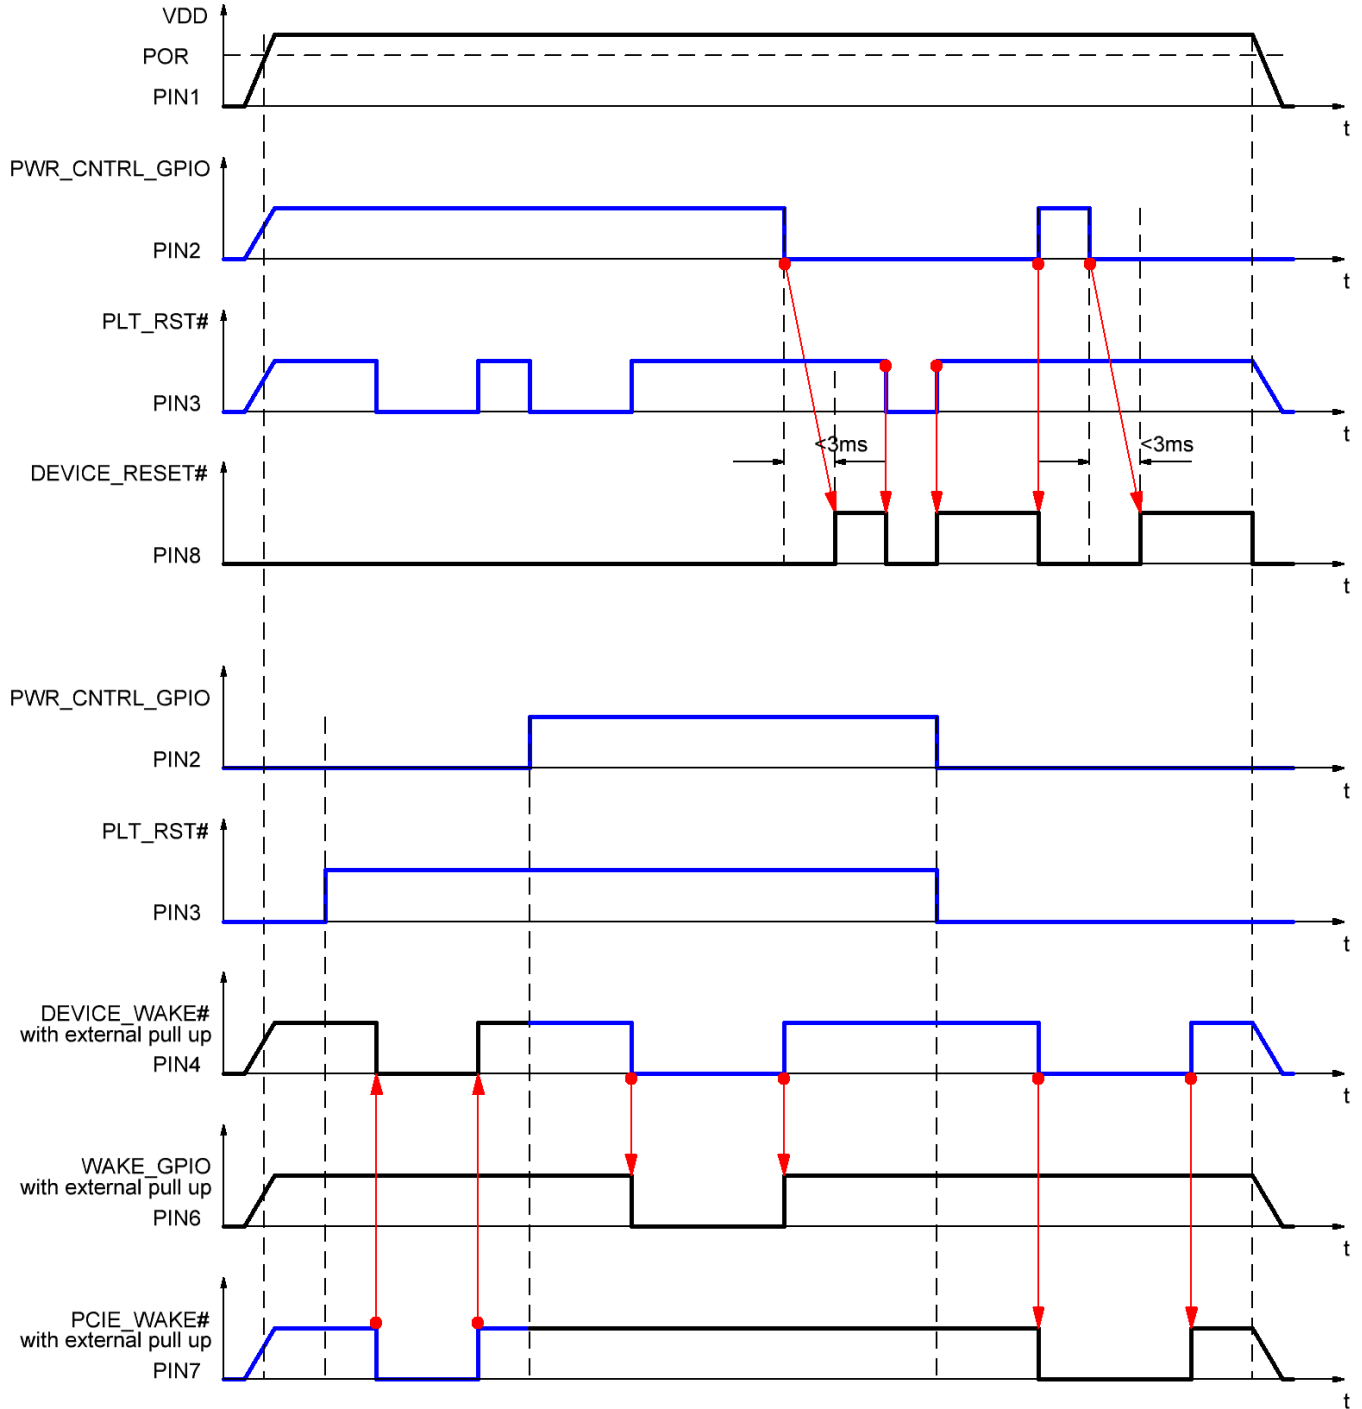 VDD
POR
PIN1
t
PWR_CNTRL_GPIO
PIN2
t
PLT_RST#
PIN3
t
<3ms
<3ms
DEVICE_RESET#
PIN8
t
PWR_CNTRL_GPIO
PIN2
t
PLT_RST#
PIN3
t
DEVICE_WAKE#
with external pull up
PIN4
t
WAKE_GPIO
with external pull up
PIN6
t
PCIE_WAKE#
with external pull up
PIN7
t